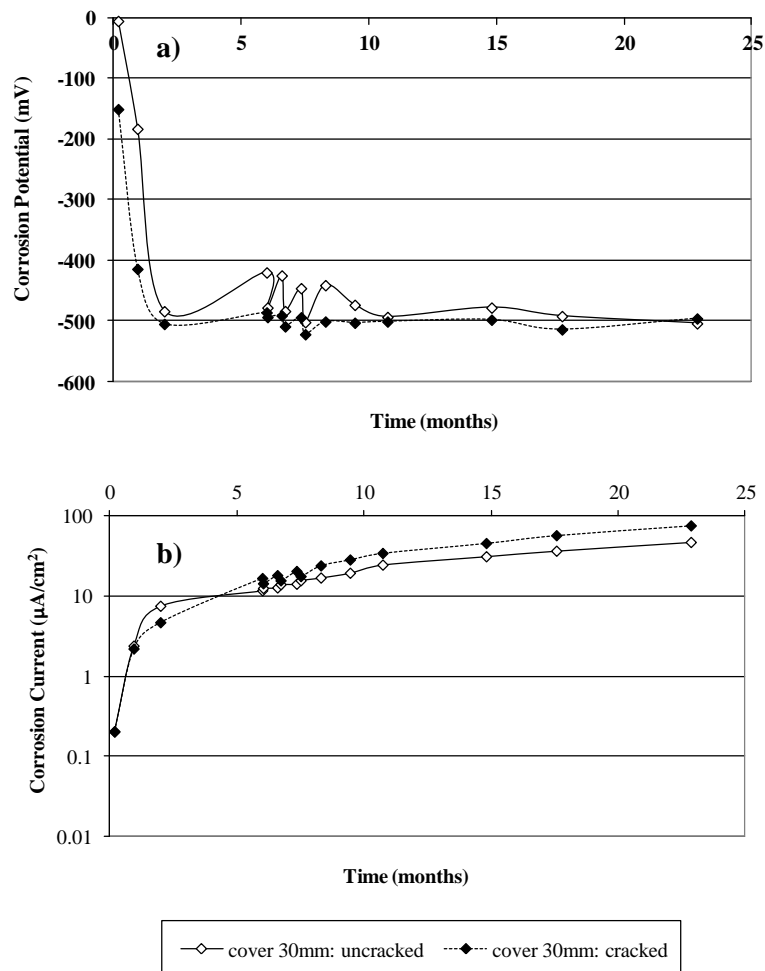 0
0 5 10 15 20 25
a)
-100
-200
-300
-400
-500
-600
Corrosion Potential (mV)
Time (months)
0 5 10 15 20 25
100
b)
10
1
0.1
0.01
Corrosion Current (µA/cm²)
Time (months)
cover 30mm: uncracked
cover 30mm: cracked